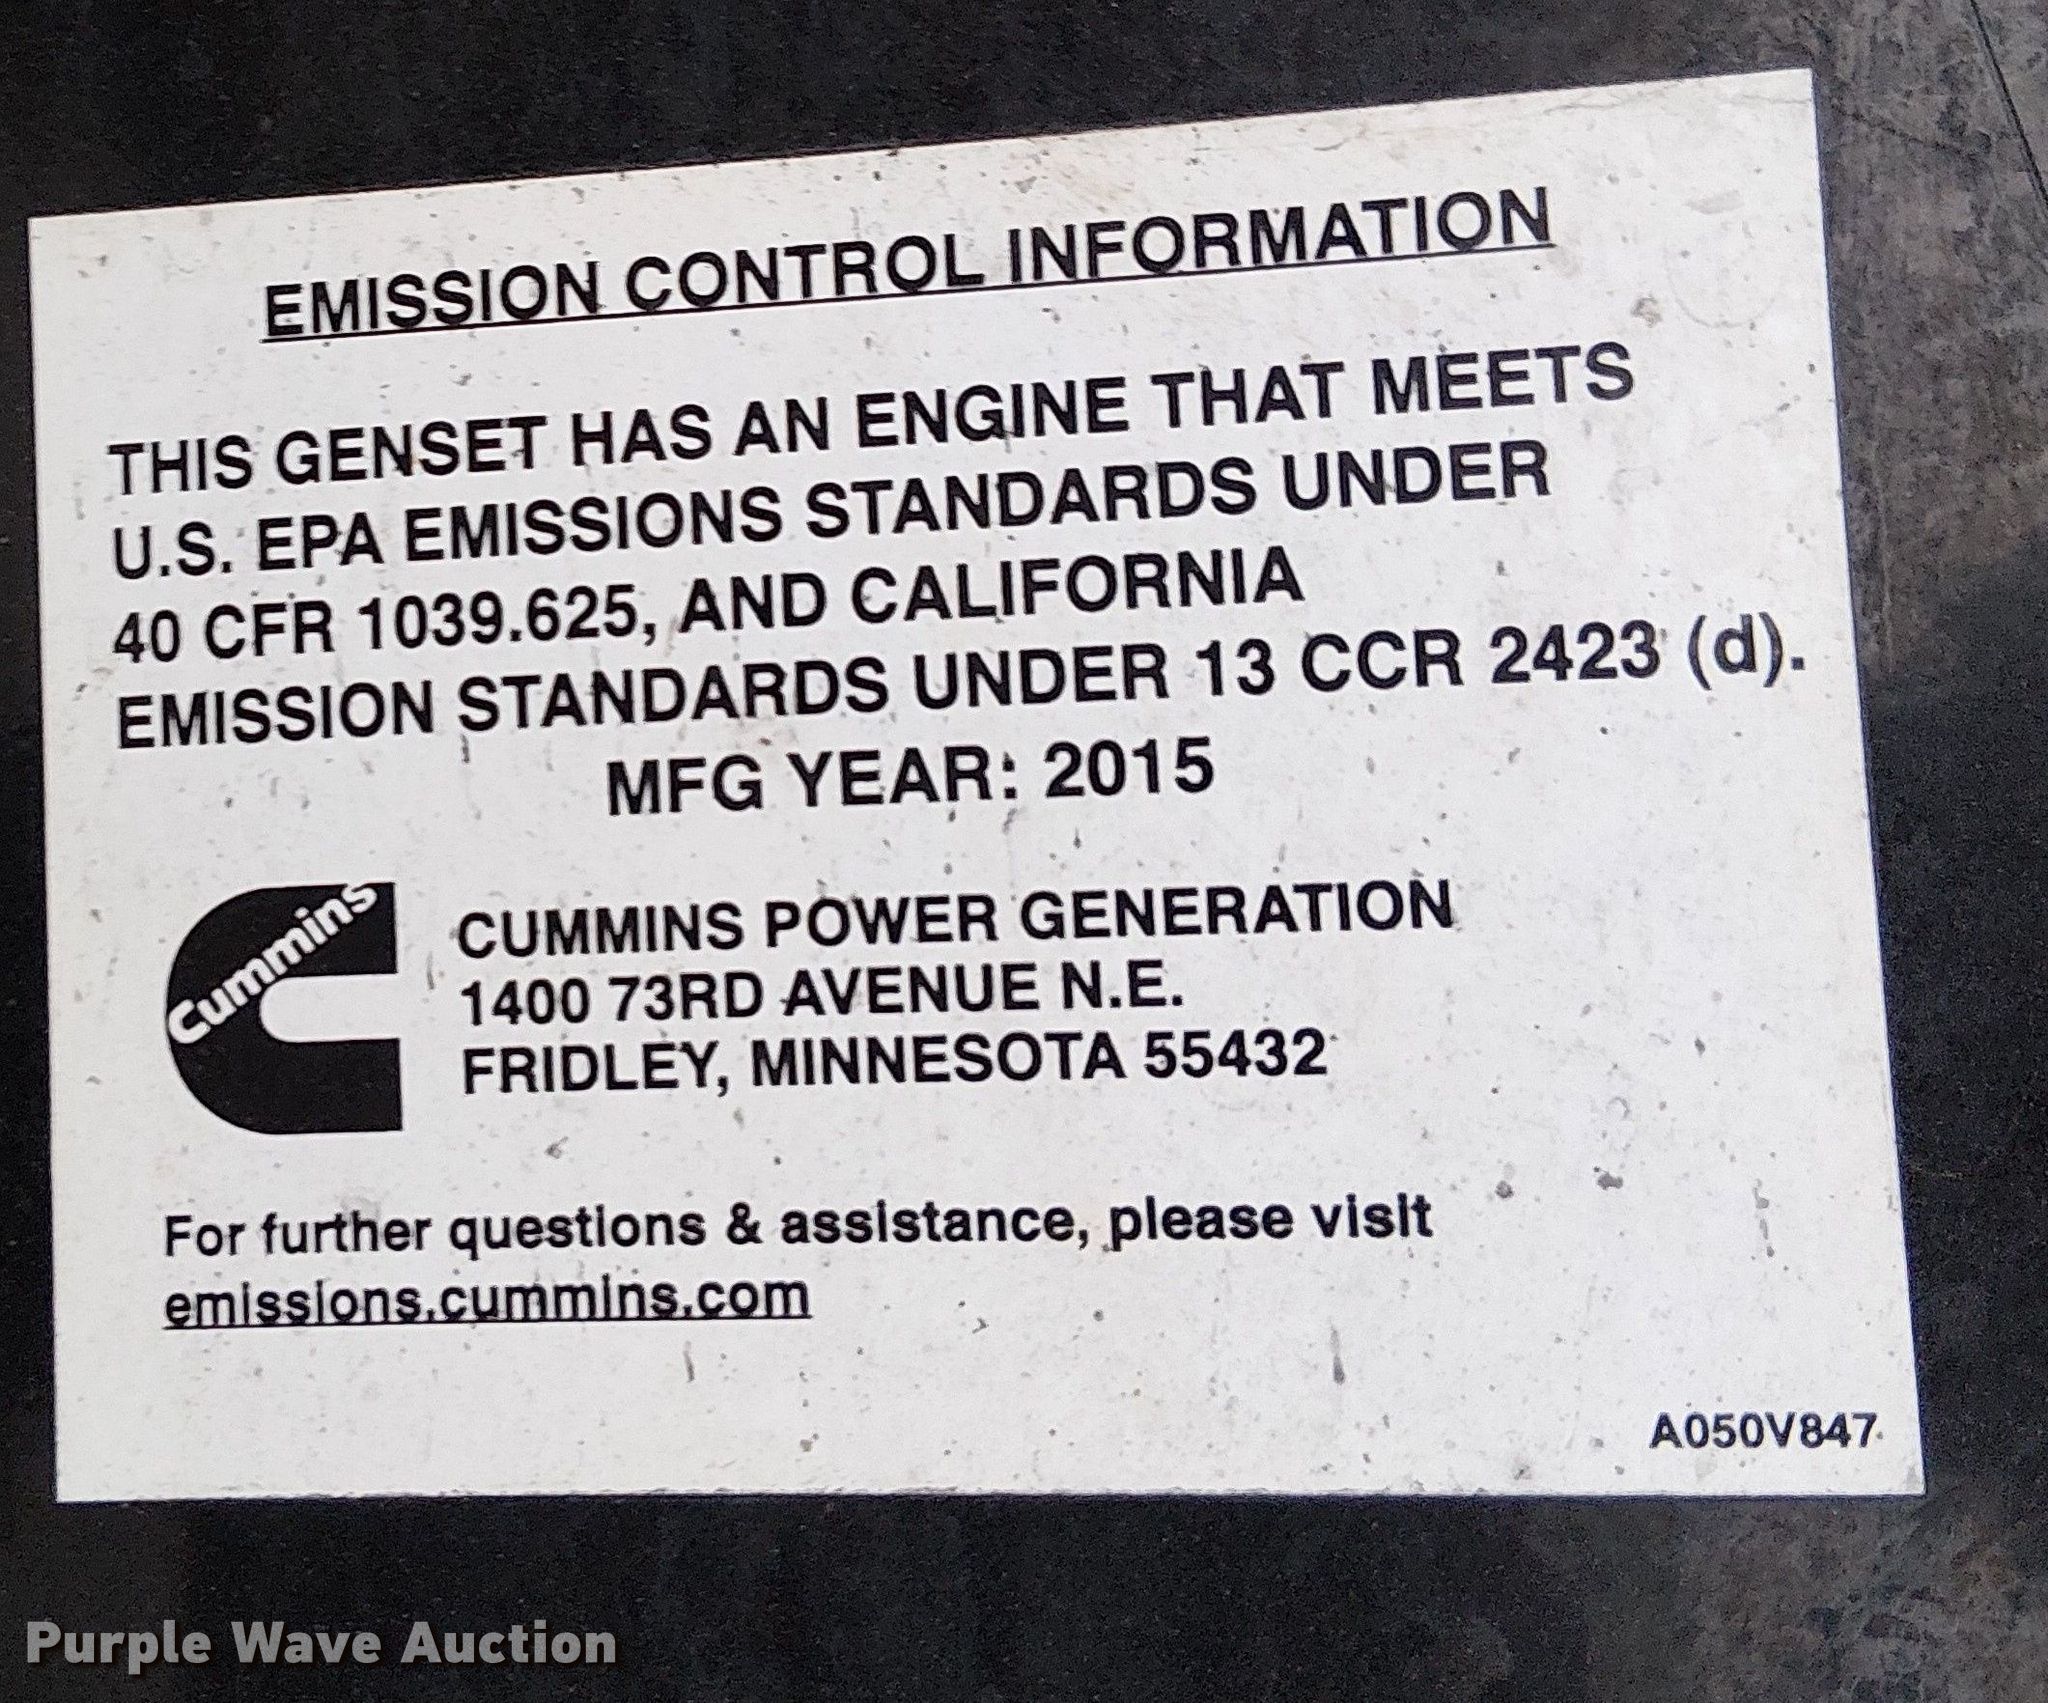 EMISSION CONTROL INFORMATION
THIS GENSET HAS AN ENGINE THAT MEETS
U.S. EPA EMISSIONS STANDARDS UNDER
40 CFR 1039.625, AND CALIFORNIA
EMISSION STANDARDS UNDER 13 CCR 2423 (d).
MFG YEAR: 2015
Cummins
CUMMINS POWER GENERATION
1400 73RD AVENUE N.E.
FRIDLEY, MINNESOTA 55432
For further questions & assistance, please visit
emissions.cummins.com
A050V847
Purple Wave Auction